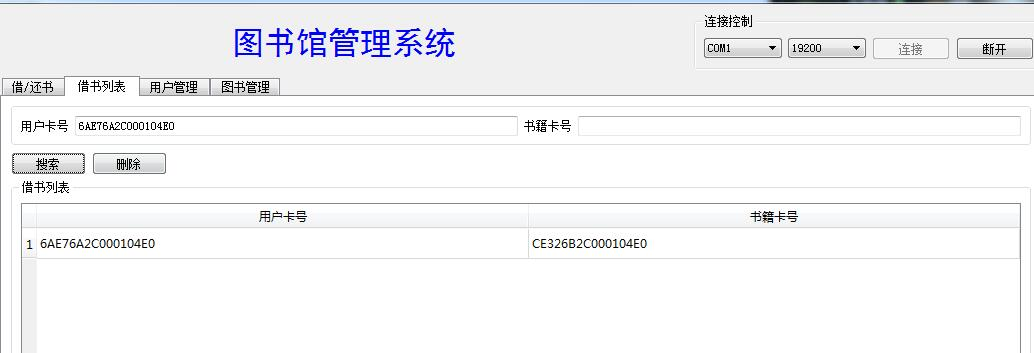 图书馆管理系统
连接控制
COM1 19200 连接 断开
借/还书 借书列表 用户管理 图书管理
用户卡号 6AE76A2C000104E0 书籍卡号
搜索 删除
借书列表
用户卡号 书籍卡号
1 6AE76A2C000104E0 CE326B2C000104E0